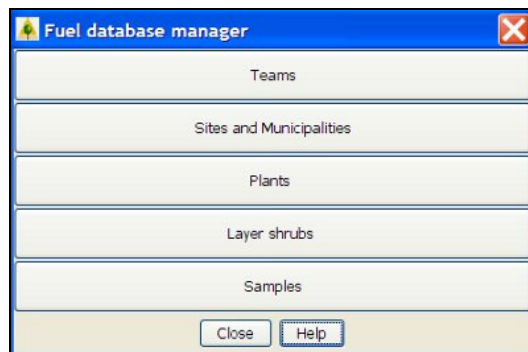 Fuel database manager
Teams
Sites and Municipalities
Plants
Layer shrubs
Samples
Close Help